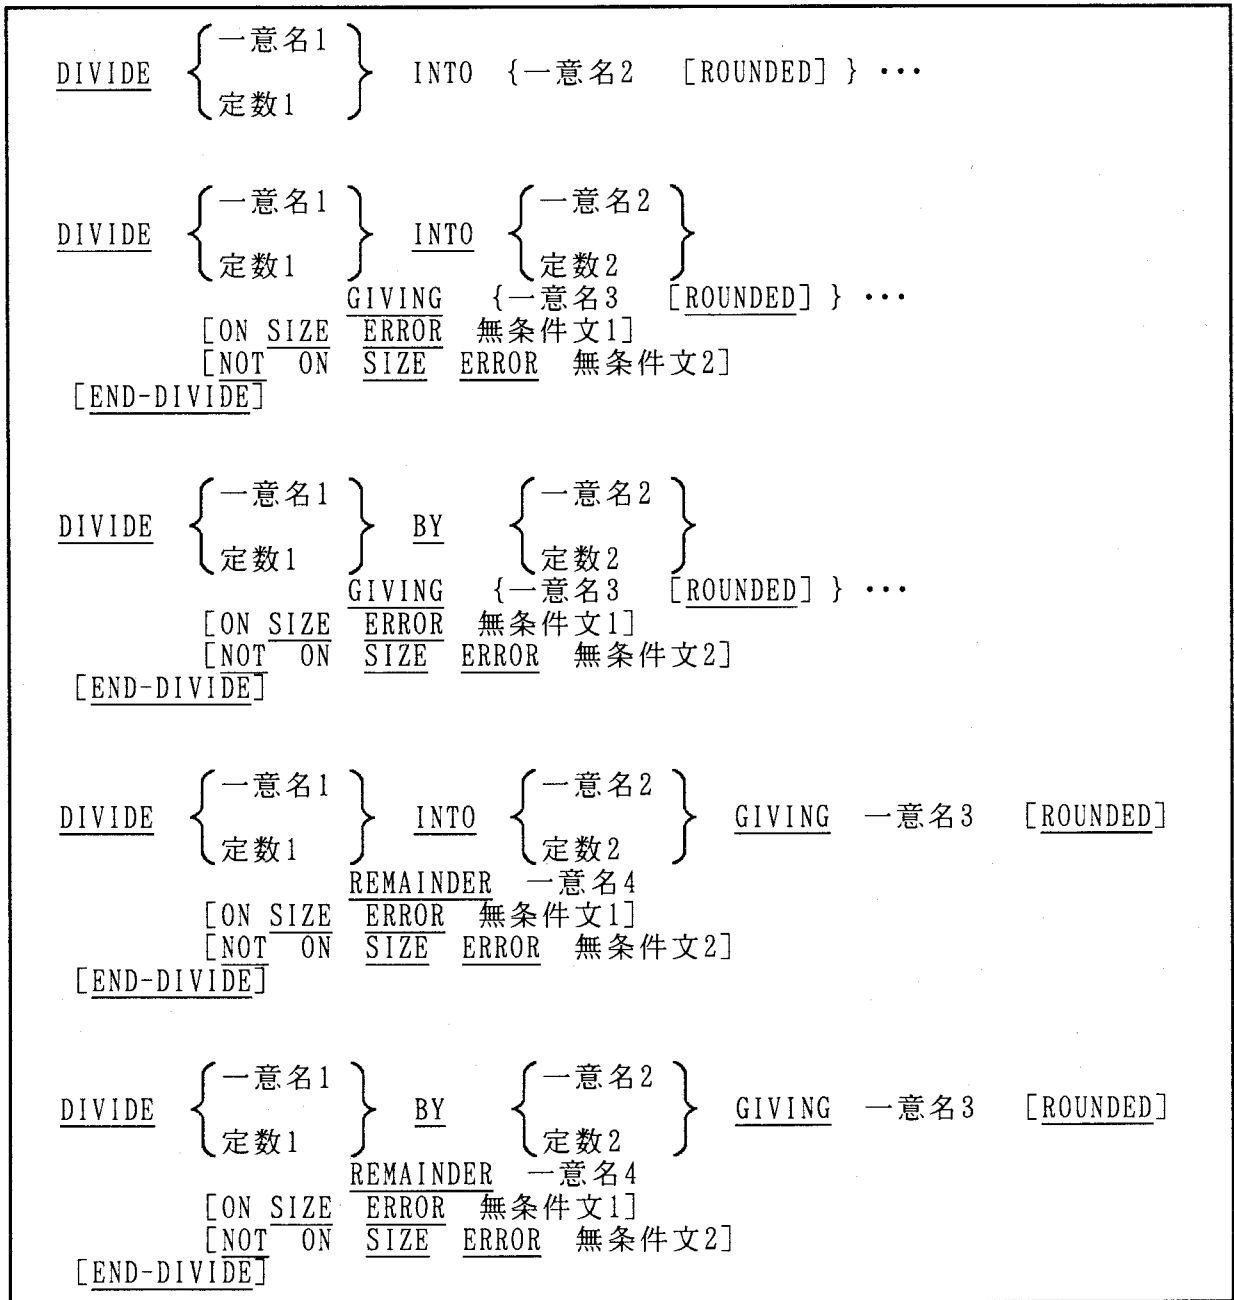 一意名1
DIVIDE INTO {一意名2 [ROUNDED] } ···
定数1
一意名1 一意名2
DIVIDE INTO
定数1 定数2
GIVING {一意名3 [ROUNDED] } ···
[ON SIZE ERROR 無条件文1]
[NOT ON SIZE ERROR 無条件文2]
[END-DIVIDE]
一意名1 一意名2
DIVIDE BY
定数1 定数2
GIVING {一意名3 [ROUNDED] } ···
[ON SIZE ERROR 無条件文1]
[NOT ON SIZE ERROR 無条件文2]
[END-DIVIDE]
一意名1 一意名2
DIVIDE INTO GIVING 一意名3 [ROUNDED]
定数1 定数2
REMAINDER 一意名4
[ON SIZE ERROR 無条件文1]
[NOT ON SIZE ERROR 無条件文2]
[END-DIVIDE]
一意名1 一意名2
DIVIDE BY GIVING 一意名3 [ROUNDED]
定数1 定数2
REMAINDER 一意名4
[ON SIZE ERROR 無条件文1]
[NOT ON SIZE ERROR 無条件文2]
[END-DIVIDE]